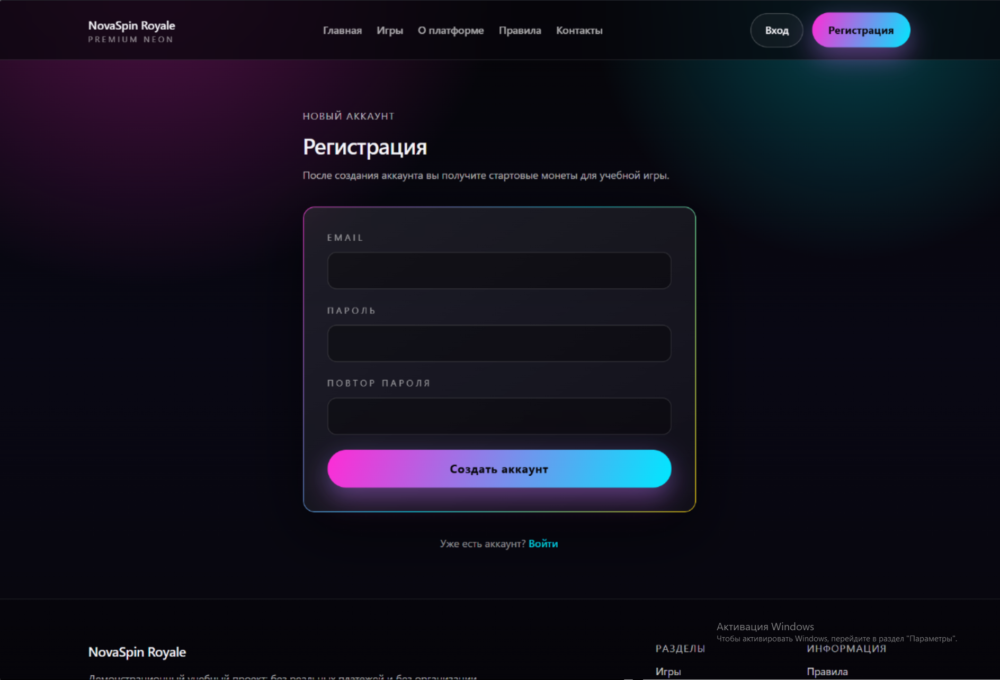 NovaSpin Royale
PREMIUM NEON
Главная Игры О платформе Правила Контакты
Вход Регистрация
НОВЫЙ АККАУНТ
Регистрация
После создания аккаунта вы получите стартовые монеты для учебной игры.
EMAIL
ПАРОЛЬ
ПОВТОР ПАРОЛЯ
Создать аккаунт
Уже есть аккаунт? Войти
Активация Windows
Чтобы активировать Windows, перейдите в раздел "Параметры".
NovaSpin Royale
РАЗДЕЛЫ ИНФОРМАЦИЯ
Игры Правила
Демонстрационный учебный проект: без реальных платежей и без организации